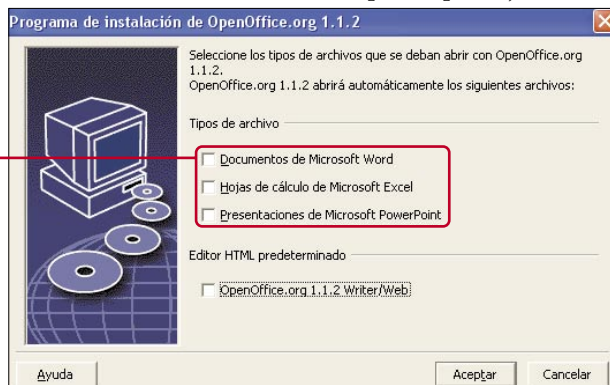 Programa de instalación de OpenOffice.org 1.1.2
Seleccione los tipos de archivos que se deban abrir con OpenOffice.org
1.1.2.
OpenOffice.org 1.1.2 abrirá automáticamente los siguientes archivos:
Tipos de archivo
Documentos de Microsoft Word
Hojas de cálculo de Microsoft Excel
Presentaciones de Microsoft PowerPoint
Editor HTML predeterminado
OpenOffice.org 1.1.2 Writer/Web
Ayuda
Aceptar
Cancelar